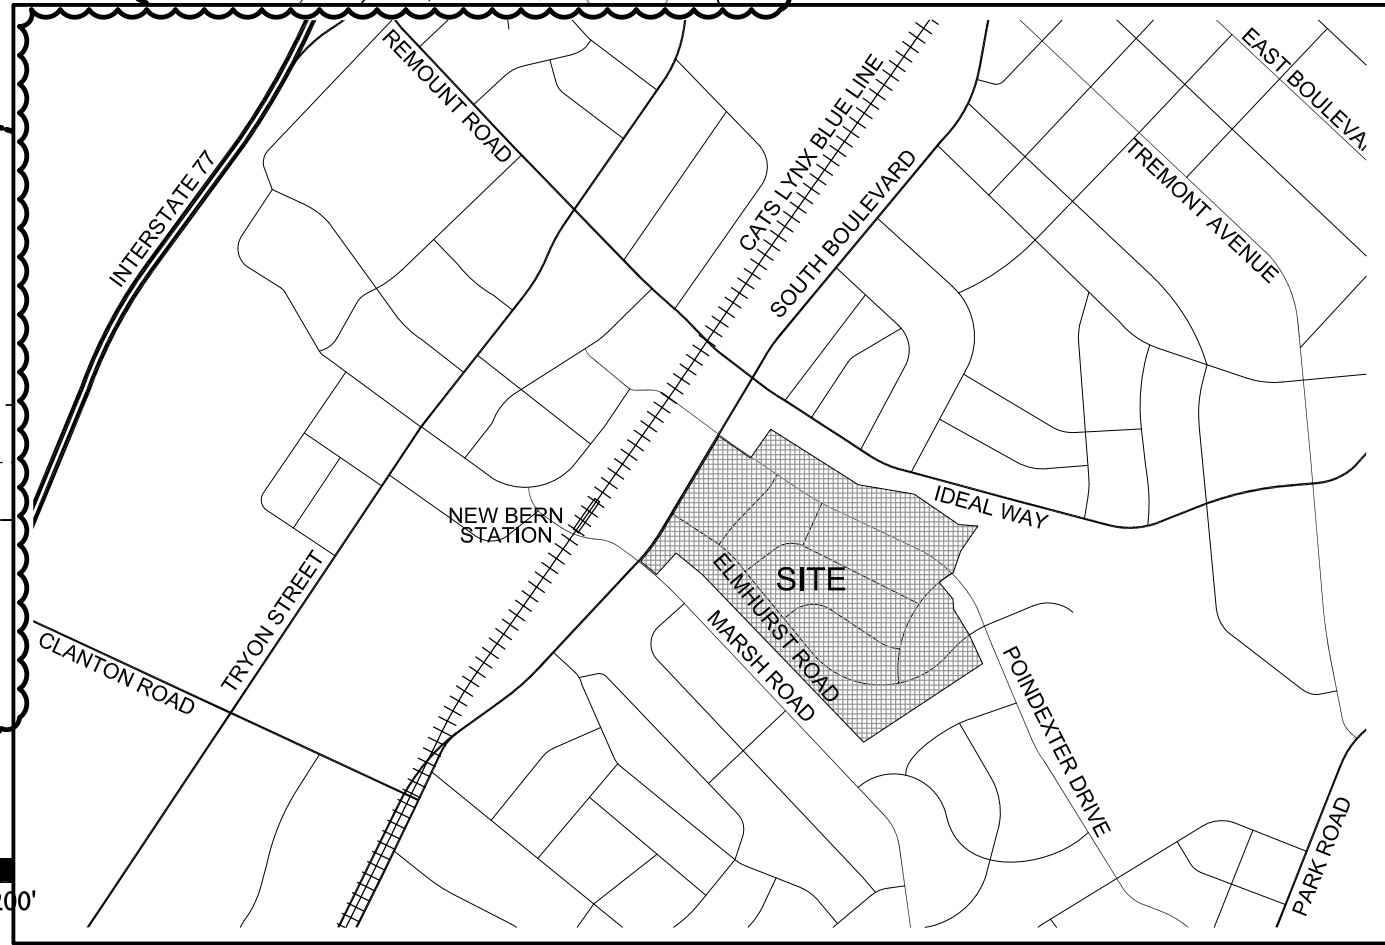 REMOUNT ROAD
EAST BOULEVA
INTERSTATE 77
CATS LYNX BLUE LINE
SOUTH BOULEVARD
TREMONT AVENUE
NEW BERN
STATION
IDEAL WAY
SITE
ELMHURST ROAD
MARSH ROAD
TRYON STREET
CLANTON ROAD
POINDEXTER DRIVE
PARK ROAD
00'